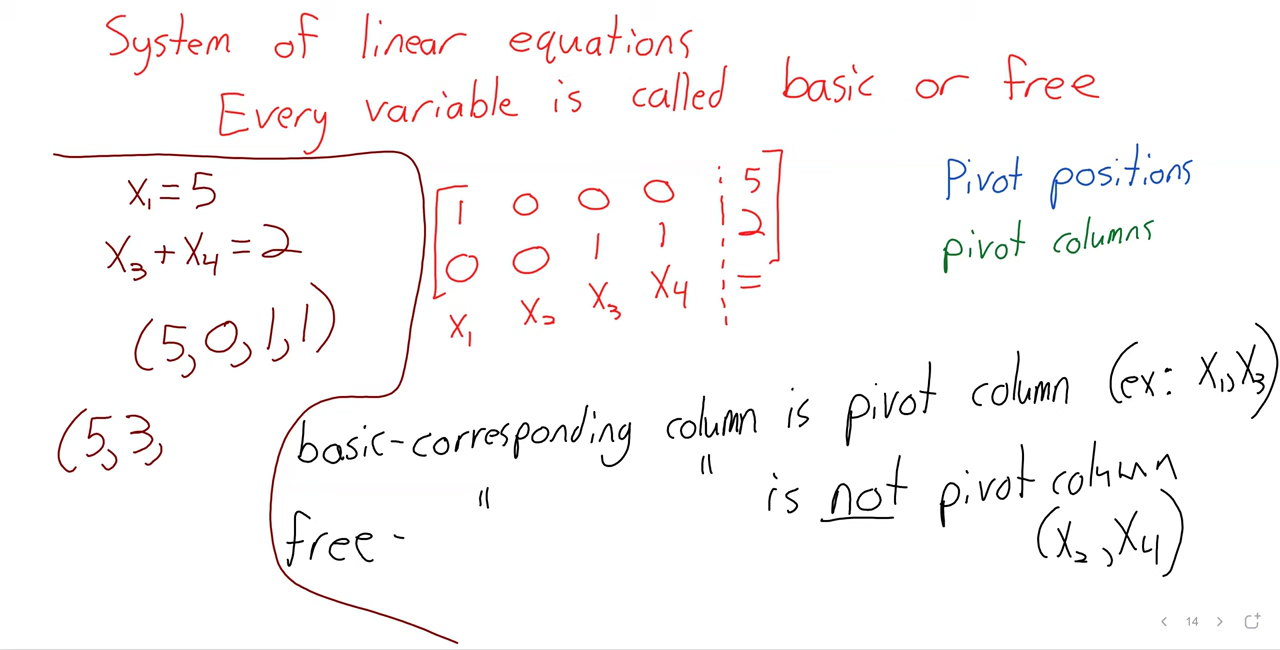 System of linear equations
Every variable is called basic or free
x₁ = 5
x₃ + x₄ = 2
(5, 0, 1, 1)
(5, 3,
1 0 0 0 5
0 0 1 1 2
x₁ x₂ x₃ x₄ =
Pivot positions
pivot columns
basic - corresponding column is pivot column (ex: x₁, x₃)
free - " " is not pivot column
(x₂, x₄)
14